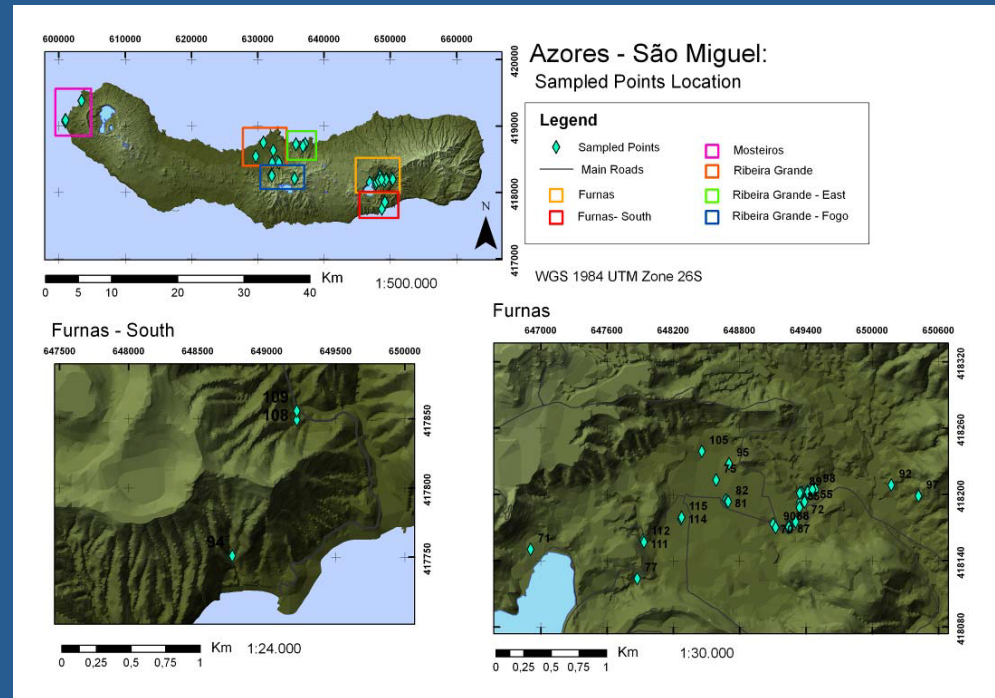 Azores - São Miguel:
Sampled Points Location
600000 610000 620000 630000 640000 650000 660000
420000
419000
418000
417000
N
Km
0 5 10 20 30 40
1:500.000
Legend
Sampled Points
Main Roads
Furnas
Furnas- South
Mosteiros
Ribeira Grande
Ribeira Grande - East
Ribeira Grande - Fogo
WGS 1984 UTM Zone 26S
Furnas - South
647500 648000 648500 649200 649500 650000
417850
417800
417750
109
108
94
Km
0 0,25 0,5 0,75 1
1:24.000
Furnas
647000 647600 648200 648800 649400 650000 650600
418320
418260
418200
418140
418080
105
95
75
82
81
115
114
112
111
71
77
98
55
72
87
92
97
Km
0 0,25 0,5 0,75 1
1:30.000